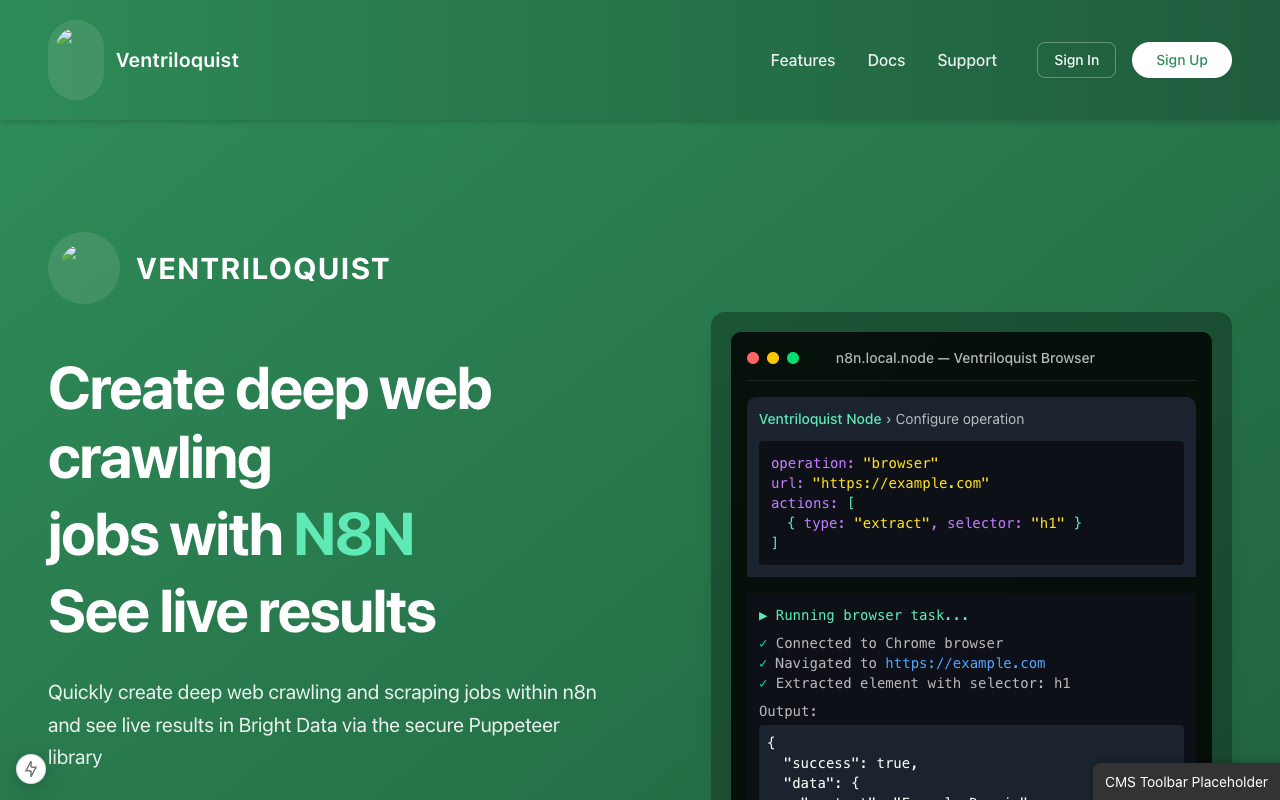 Ventriloquist
Features
Docs
Support
Sign In
Sign Up
VENTRILOQUIST
Create deep web
crawling
jobs with N8N
See live results
Quickly create deep web crawling and scraping jobs within n8n
and see live results in Bright Data via the secure Puppeteer
library
n8n.local.node — Ventriloquist Browser
Ventriloquist Node › Configure operation
operation: "browser"
url: "https://example.com"
actions: [
{ type: "extract", selector: "h1" }
]
▶ Running browser task...
✓ Connected to Chrome browser
✓ Navigated to https://example.com
✓ Extracted element with selector: h1
Output:
{
"success": true,
"data": {
CMS Toolbar Placeholder